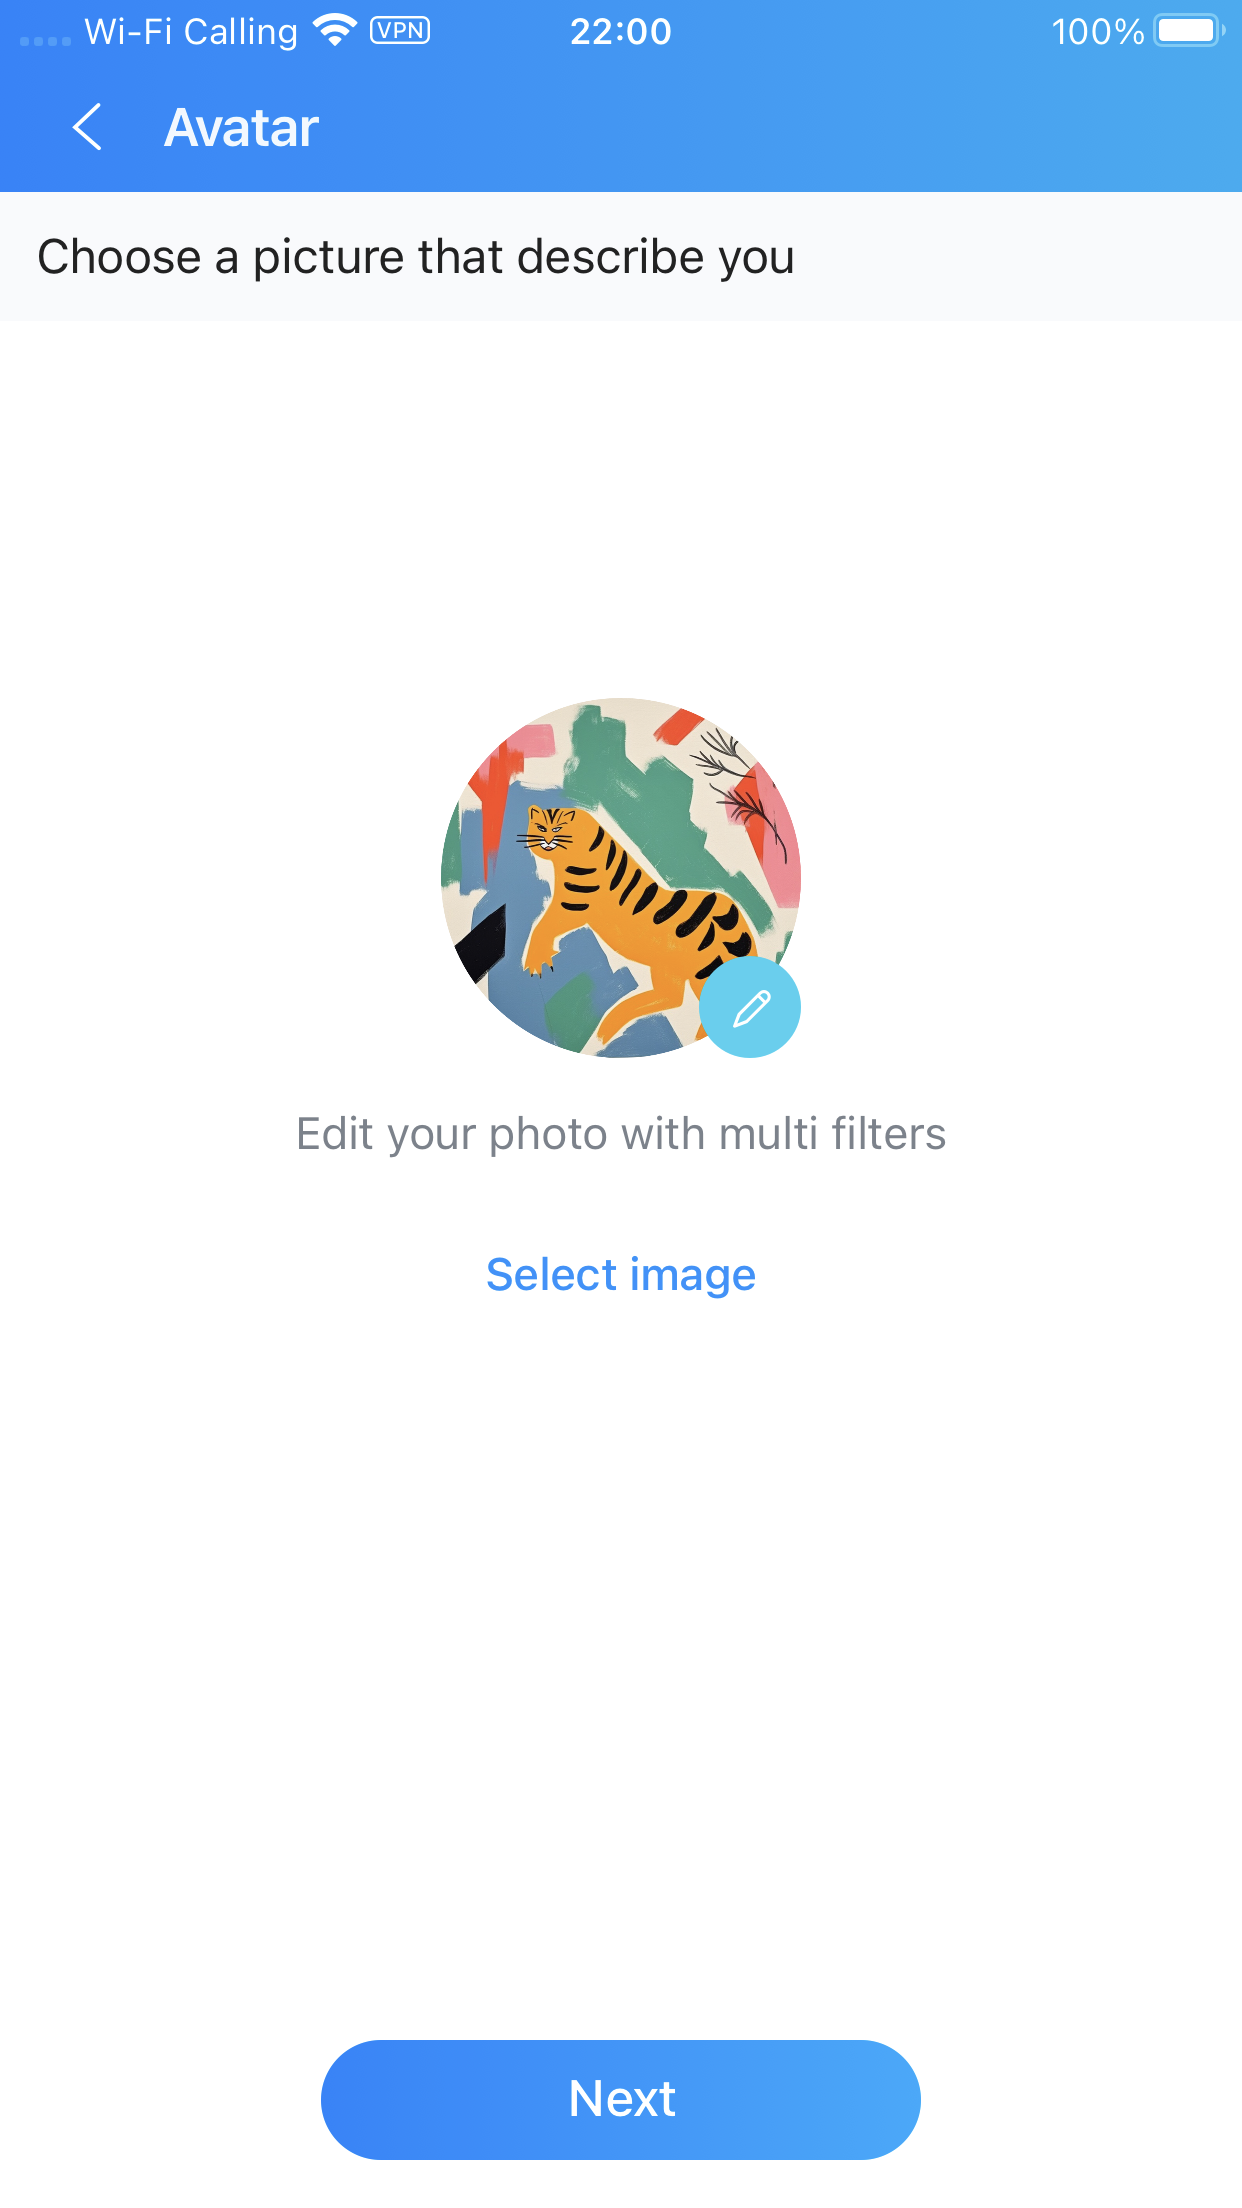 Wi-Fi Calling VPN 22:00 100%
Avatar
Choose a picture that describe you
Edit your photo with multi filters
Select image
Next